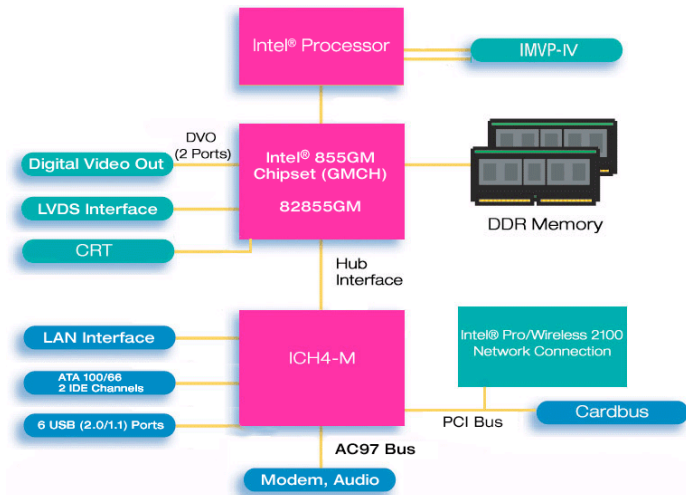 Intel® Processor
IMVP-IV
DVO
(2 Ports)
Digital Video Out
LVDS Interface
CRT
Intel® 855GM
Chipset (GMCH)
82855GM
DDR Memory
Hub
Interface
LAN Interface
ATA 100/66
2 IDE Channels
6 USB (2.0/1.1) Ports
ICH4-M
Intel® Pro/Wireless 2100
Network Connection
PCI Bus
Cardbus
AC97 Bus
Modem, Audio